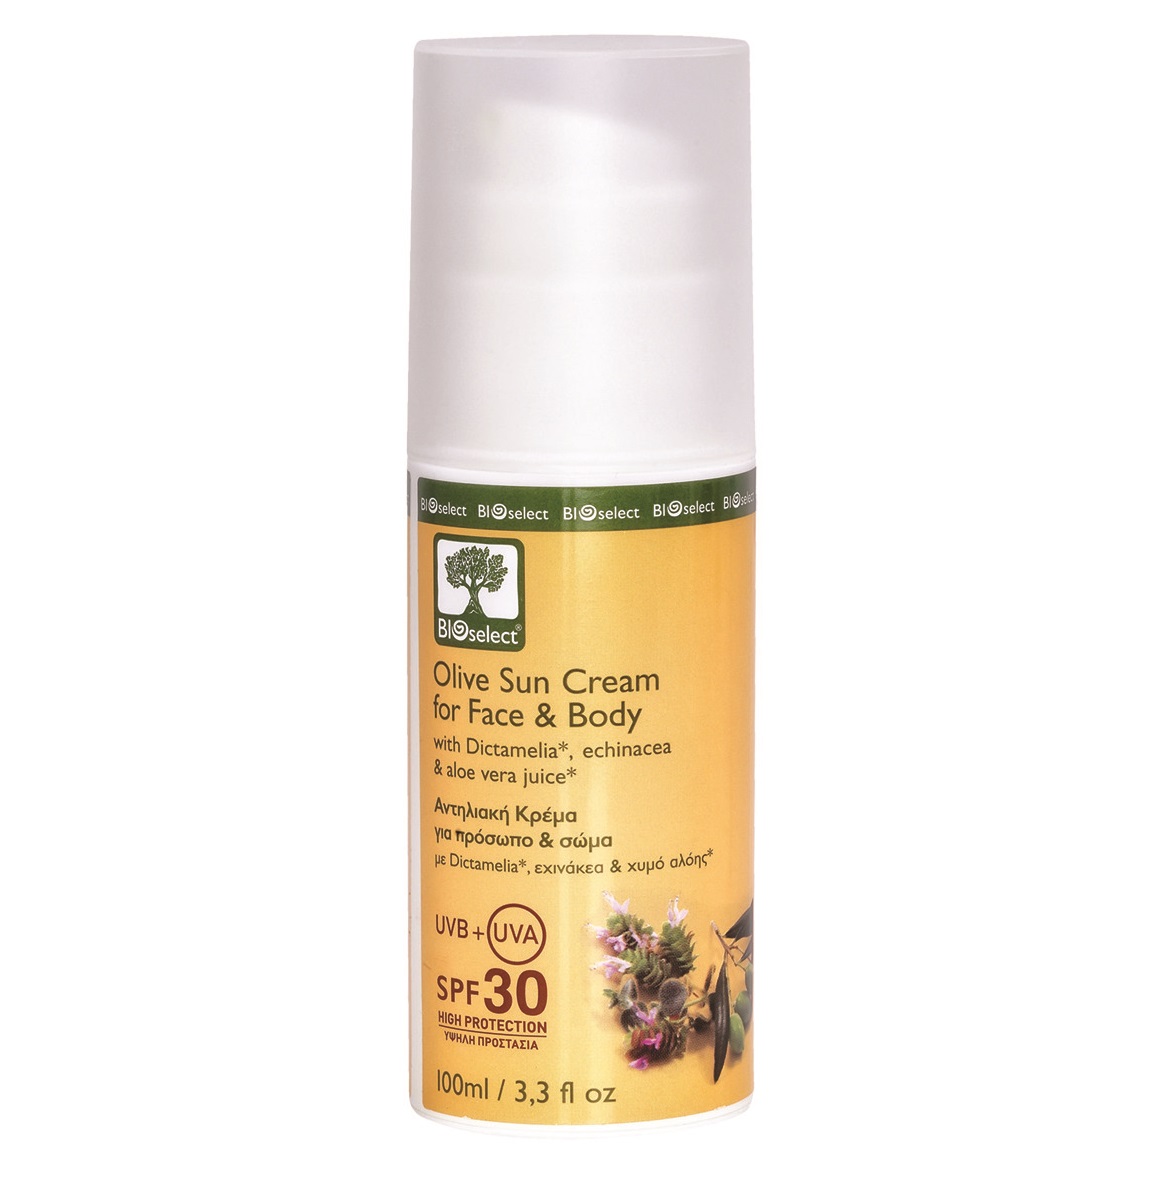 BIOselect BIOselect BIOselect BIOselect BIOselect
BIOselect®
Olive Sun Cream
for Face & Body
with Dictamelia*, echinacea
& aloe vera juice*
Αντηλιακή Κρέμα
για πρόσωπο & σώμα
με Dictamelia*, εχινάκεα & χυμό αλόης*
UVB + UVA
SPF 30
HIGH PROTECTION
ΥΨΗΛΗ ΠΡΟΣΤΑΣΙΑ
100ml / 3,3 fl oz